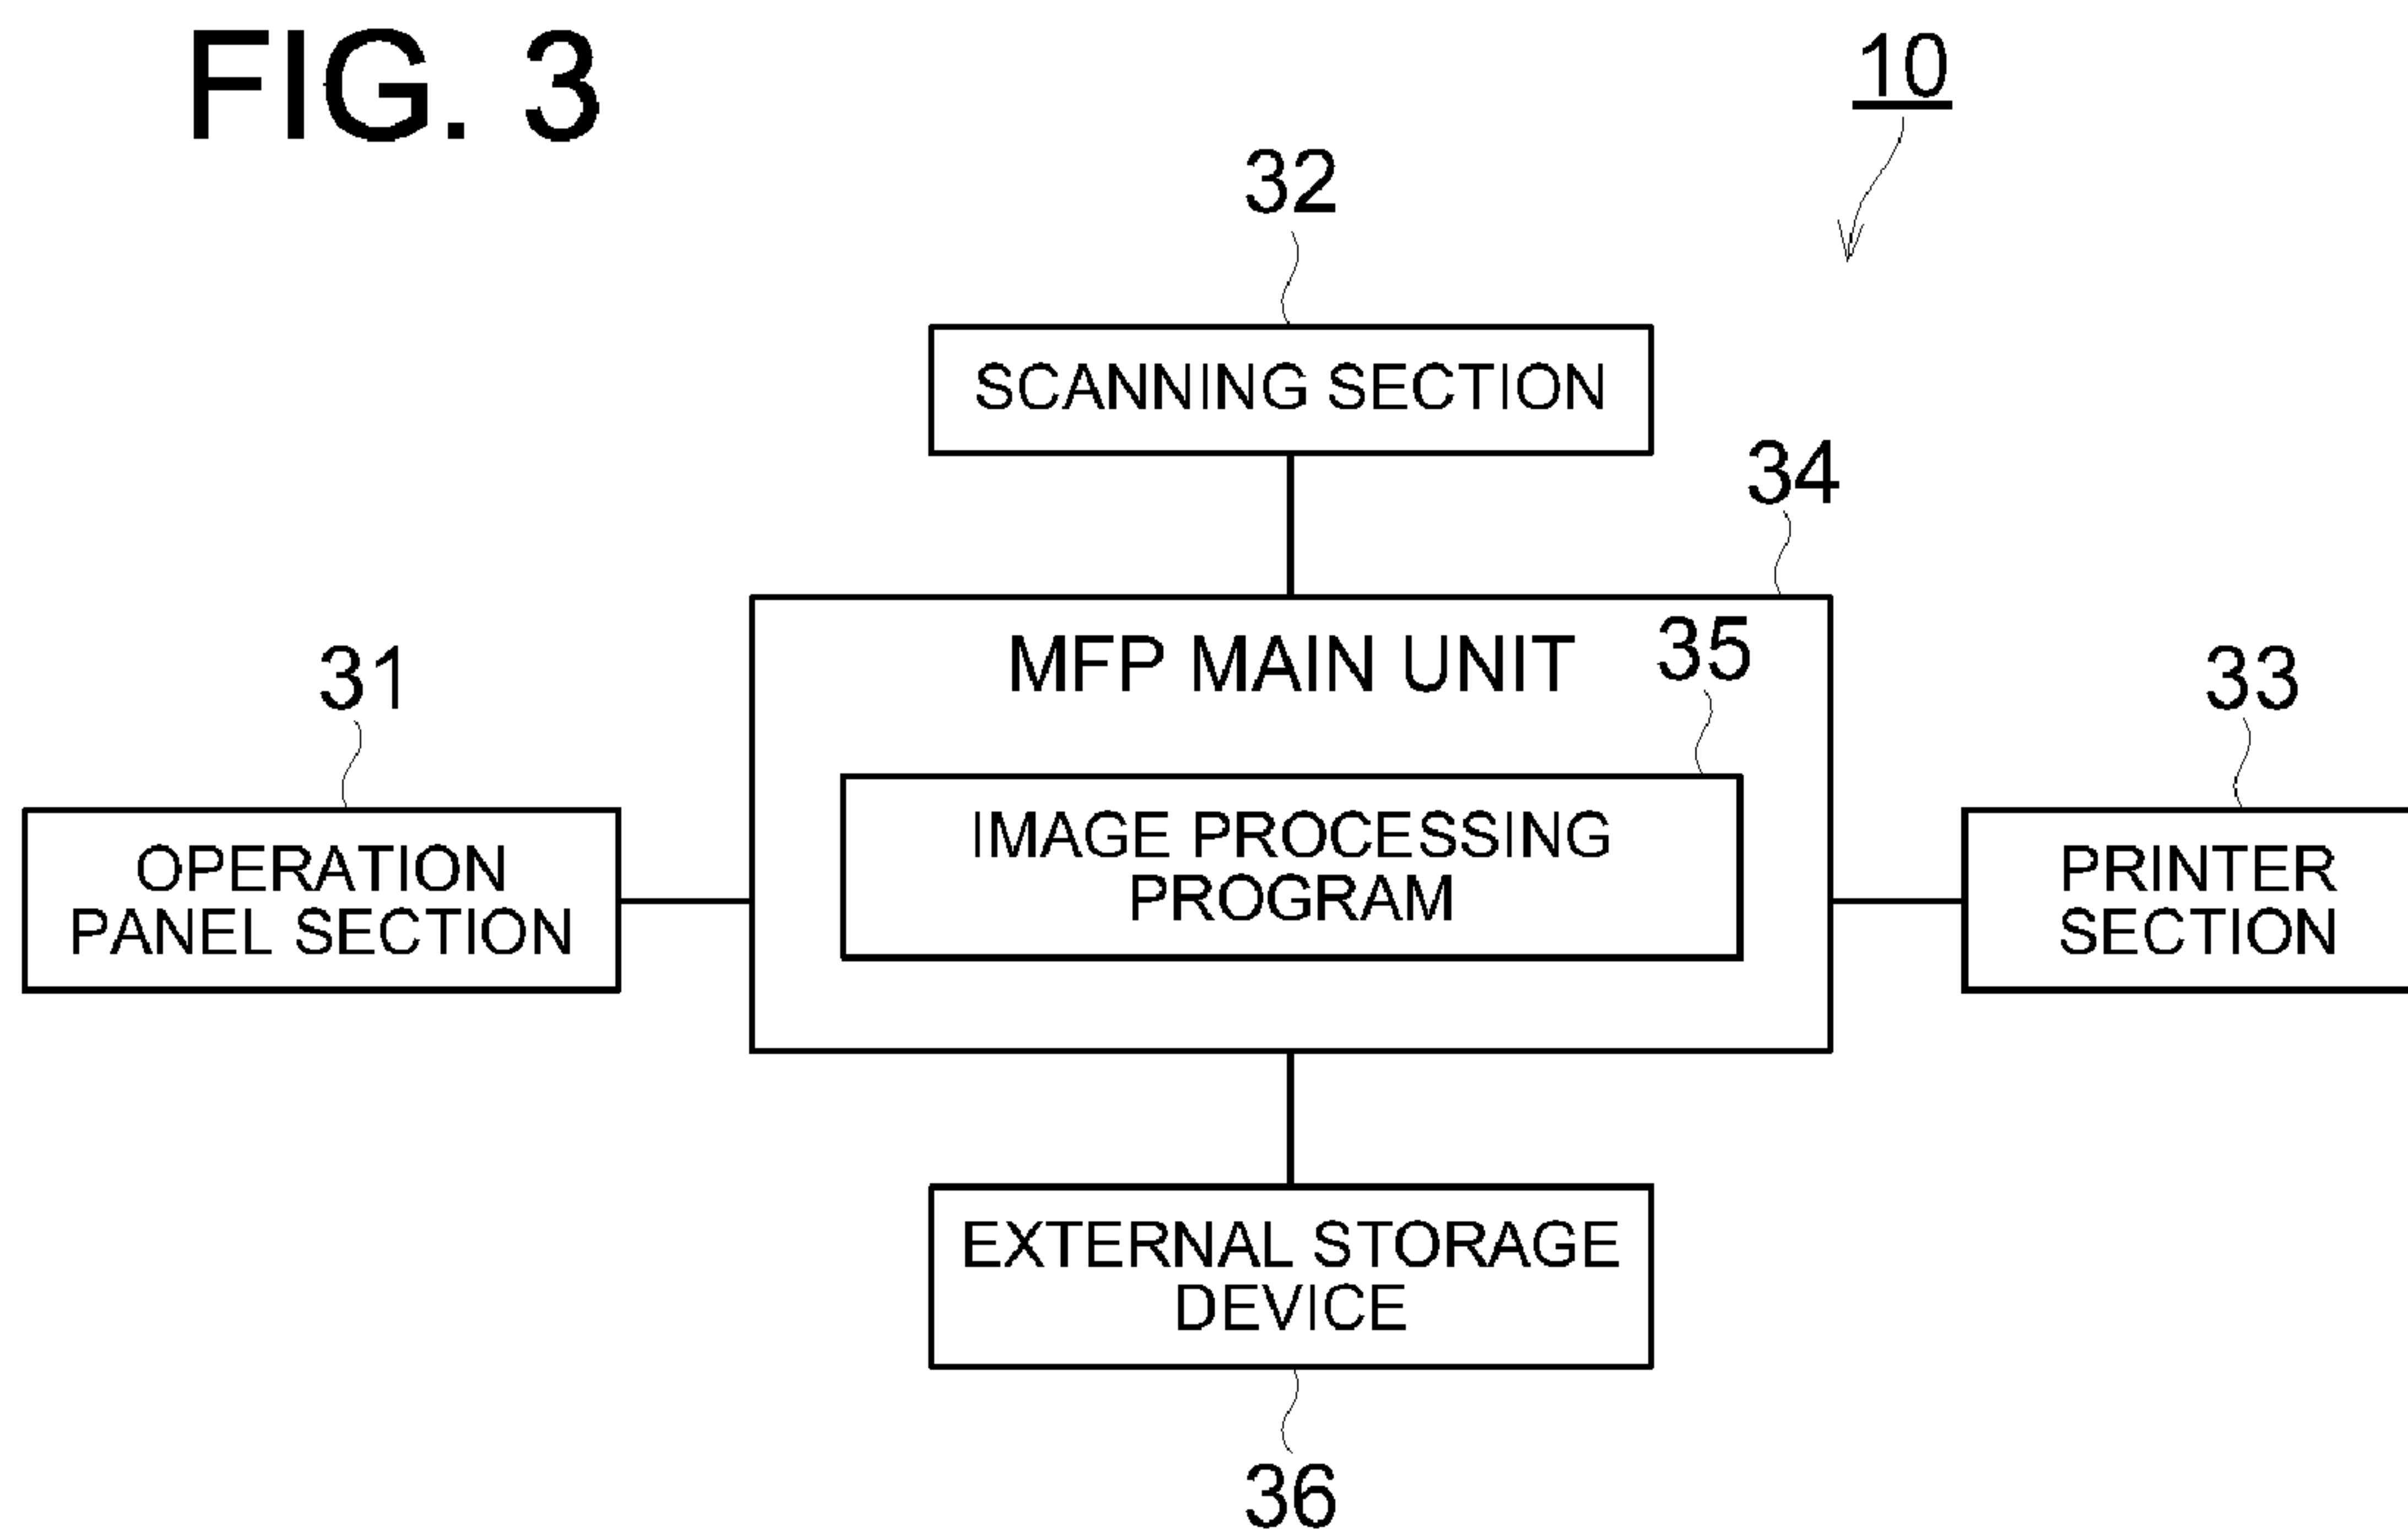 FIG. 3
10
32
SCANNING SECTION
34
MFP MAIN UNIT
35
31
33
IMAGE PROCESSING
PROGRAM
OPERATION
PANEL SECTION
PRINTER
SECTION
EXTERNAL STORAGE
DEVICE
36